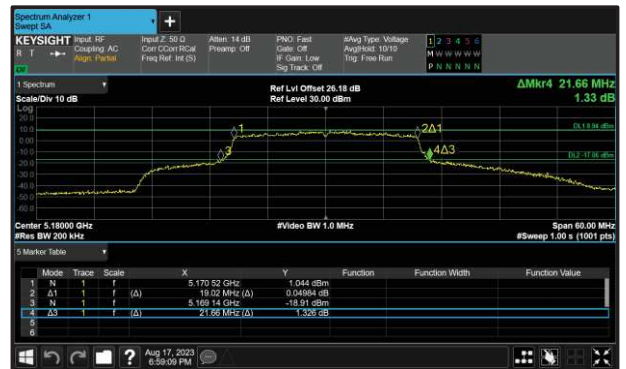 Spectrum Analyzer 1
Swept SA
KEYSIGHT Input: RF Input Z: 50 Ω Atten: 14 dB PNO: Fast #Avg Type: Voltage 1 2 3 4 5 6
R T Coupling: AC Corr CCorr RCal Preamp: Off Gate: Off Avg|Hold: 10/10 M W W W W W
Align: Partial Freq Ref: Int (S) IF Gain: Low Trig: Free Run
Sig Track: Off P N N N N N
1 Spectrum ΔMkr4 21.66 MHz
Scale/Div 10 dB Ref Lvl Offset 26.18 dB 1.33 dB
Ref Level 30.00 dBm
Log
20.0
10.0 1 2Δ1 DL1 8.94 dBm
0.00
-10.0 3 4Δ3 DL2 -17.06 dBm
-20.0
-30.0
-40.0
-50.0
-60.0
Center 5.18000 GHz #Video BW 1.0 MHz Span 60.00 MHz
#Res BW 200 kHz #Sweep 1.00 s (1001 pts)
5 Marker Table
Mode Trace Scale X Y Function Function Width Function Value
1 N 1 f 5.170 52 GHz 1.044 dBm
2 Δ1 1 f (Δ) 19.02 MHz (Δ) 0.04984 dB
3 N 1 f 5.169 14 GHz -18.91 dBm
4 Δ3 1 f (Δ) 21.66 MHz (Δ) 1.326 dB
5
6
? Aug 17, 2023
6:59:09 PM